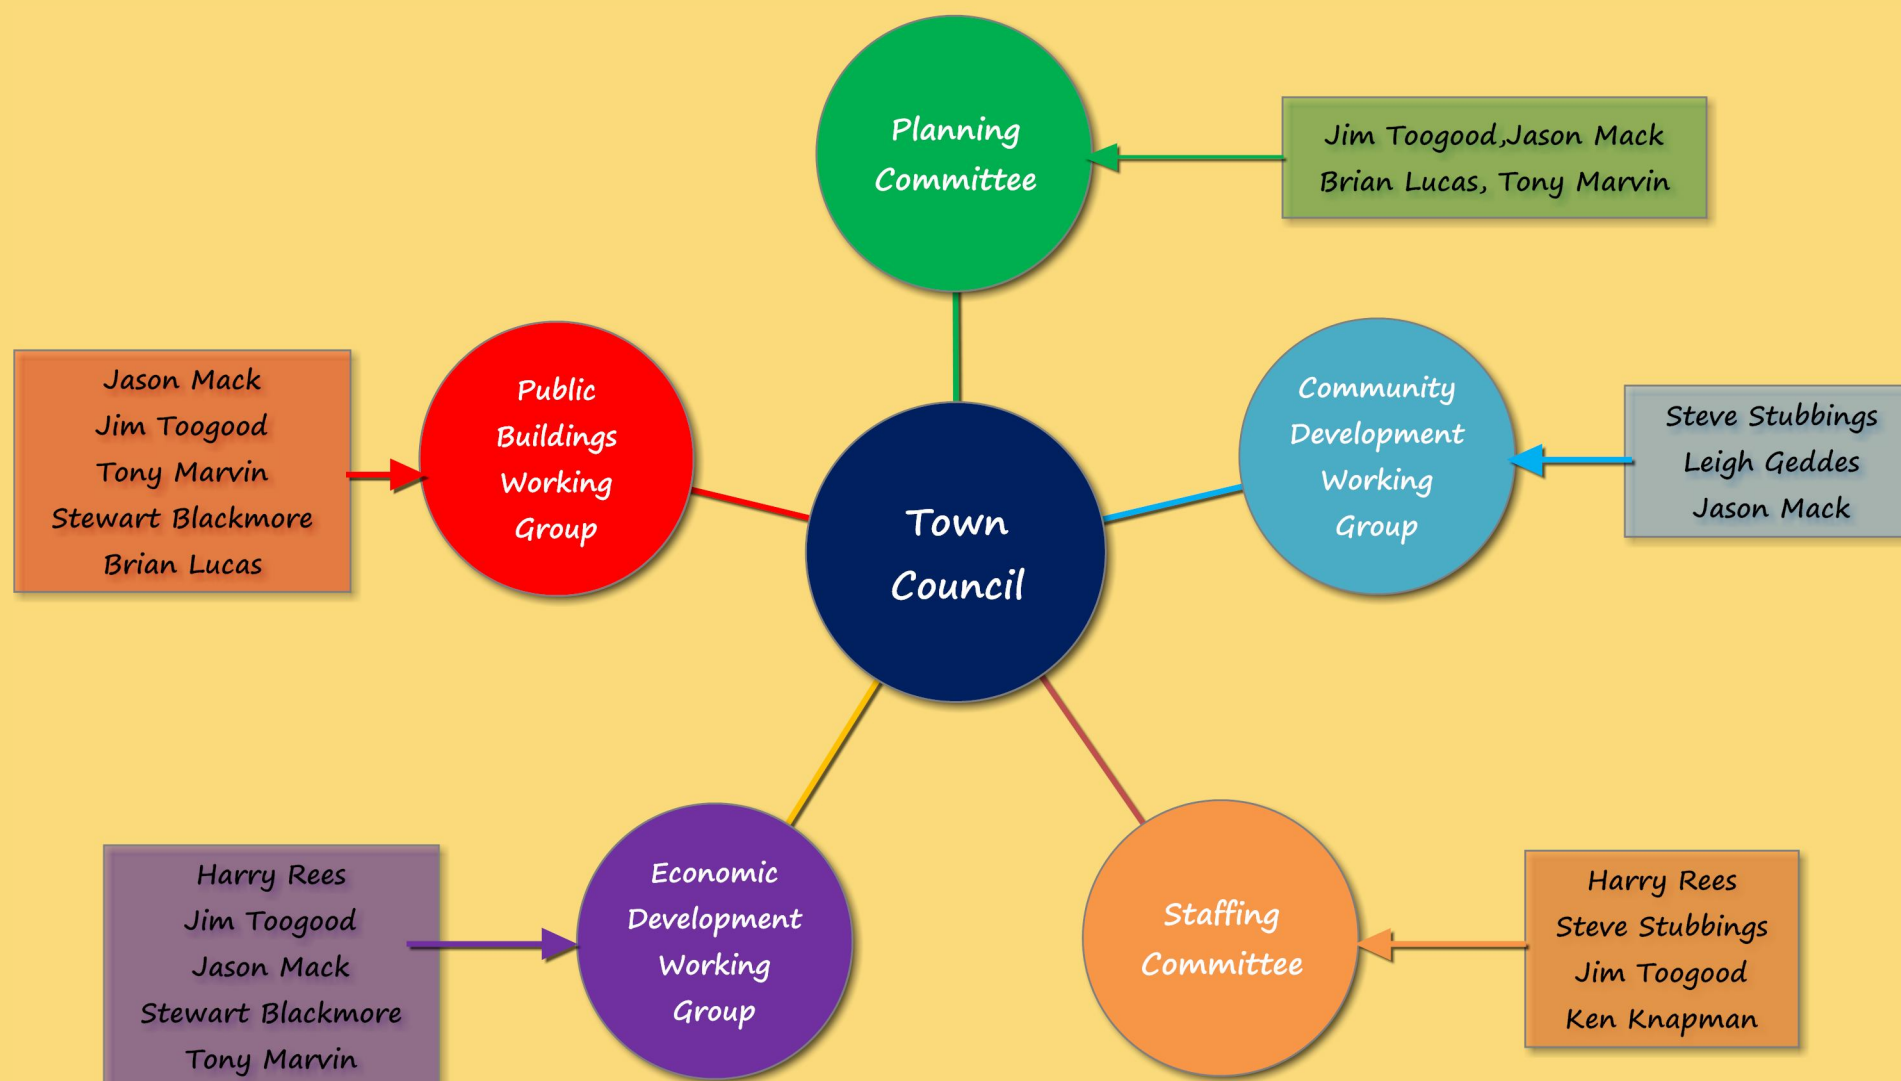 Planning
Committee
Jim Toogood,Jason Mack
Brian Lucas, Tony Marvin
Jason Mack
Jim Toogood
Tony Marvin
Stewart Blackmore
Brian Lucas
Public
Buildings
Working
Group
Town
Council
Community
Development
Working
Group
Steve Stubbings
Leigh Geddes
Jason Mack
Harry Rees
Jim Toogood
Jason Mack
Stewart Blackmore
Tony Marvin
Economic
Development
Working
Group
Staffing
Committee
Harry Rees
Steve Stubbings
Jim Toogood
Ken Knapman